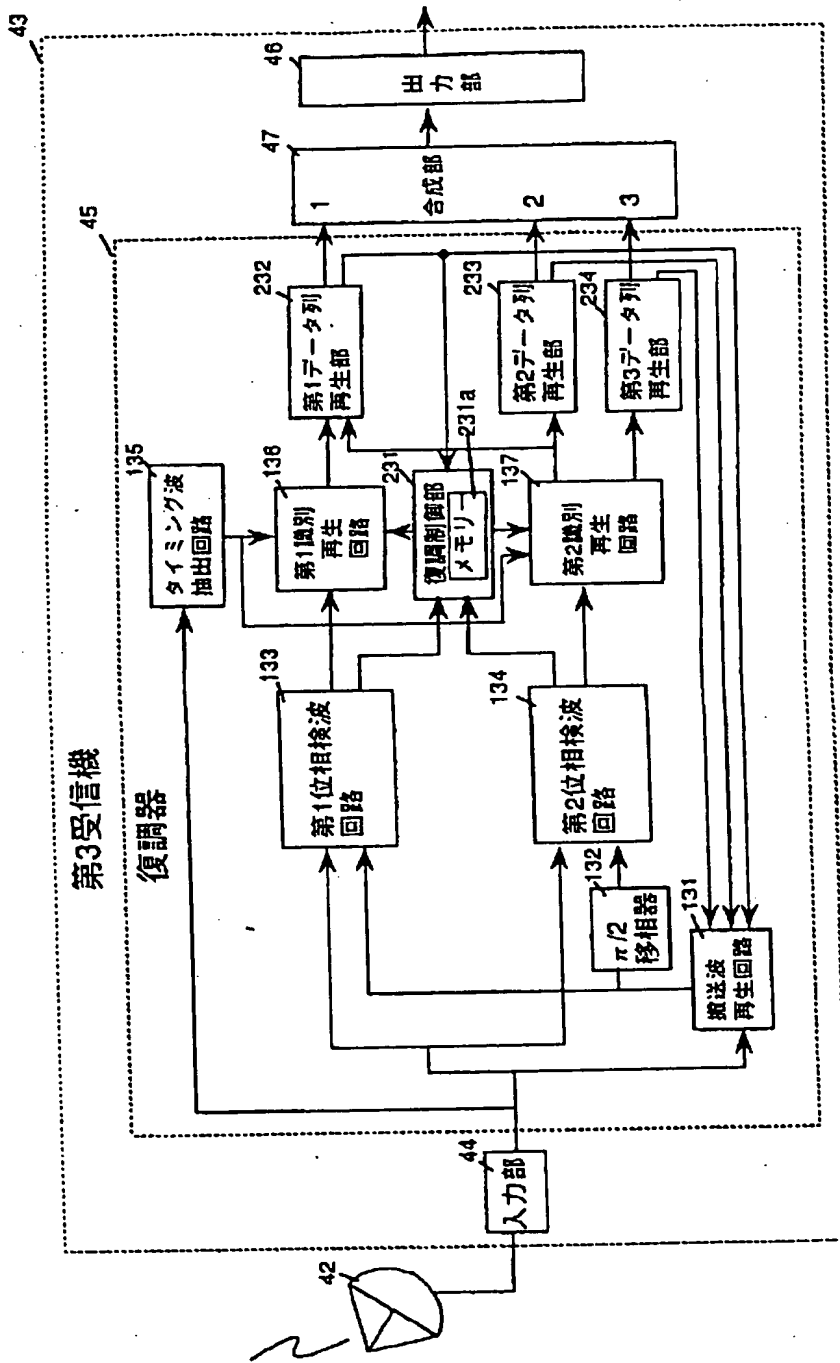 43
第3受信機
45
復調器
42
44
入力部
135
タイミング波
抽出回路
133
第1位相検波
回路
134
第2位相検波
回路
132
π/2
移相器
131
搬送波
再生回路
136
第1識別
再生
回路
231
復調制御部
メモリー
231a
137
第2識別
再生
回路
232
第1データ列
再生部
233
第2データ列
再生部
234
第3データ列
再生部
47
1
合成部
2
3
46
出力部